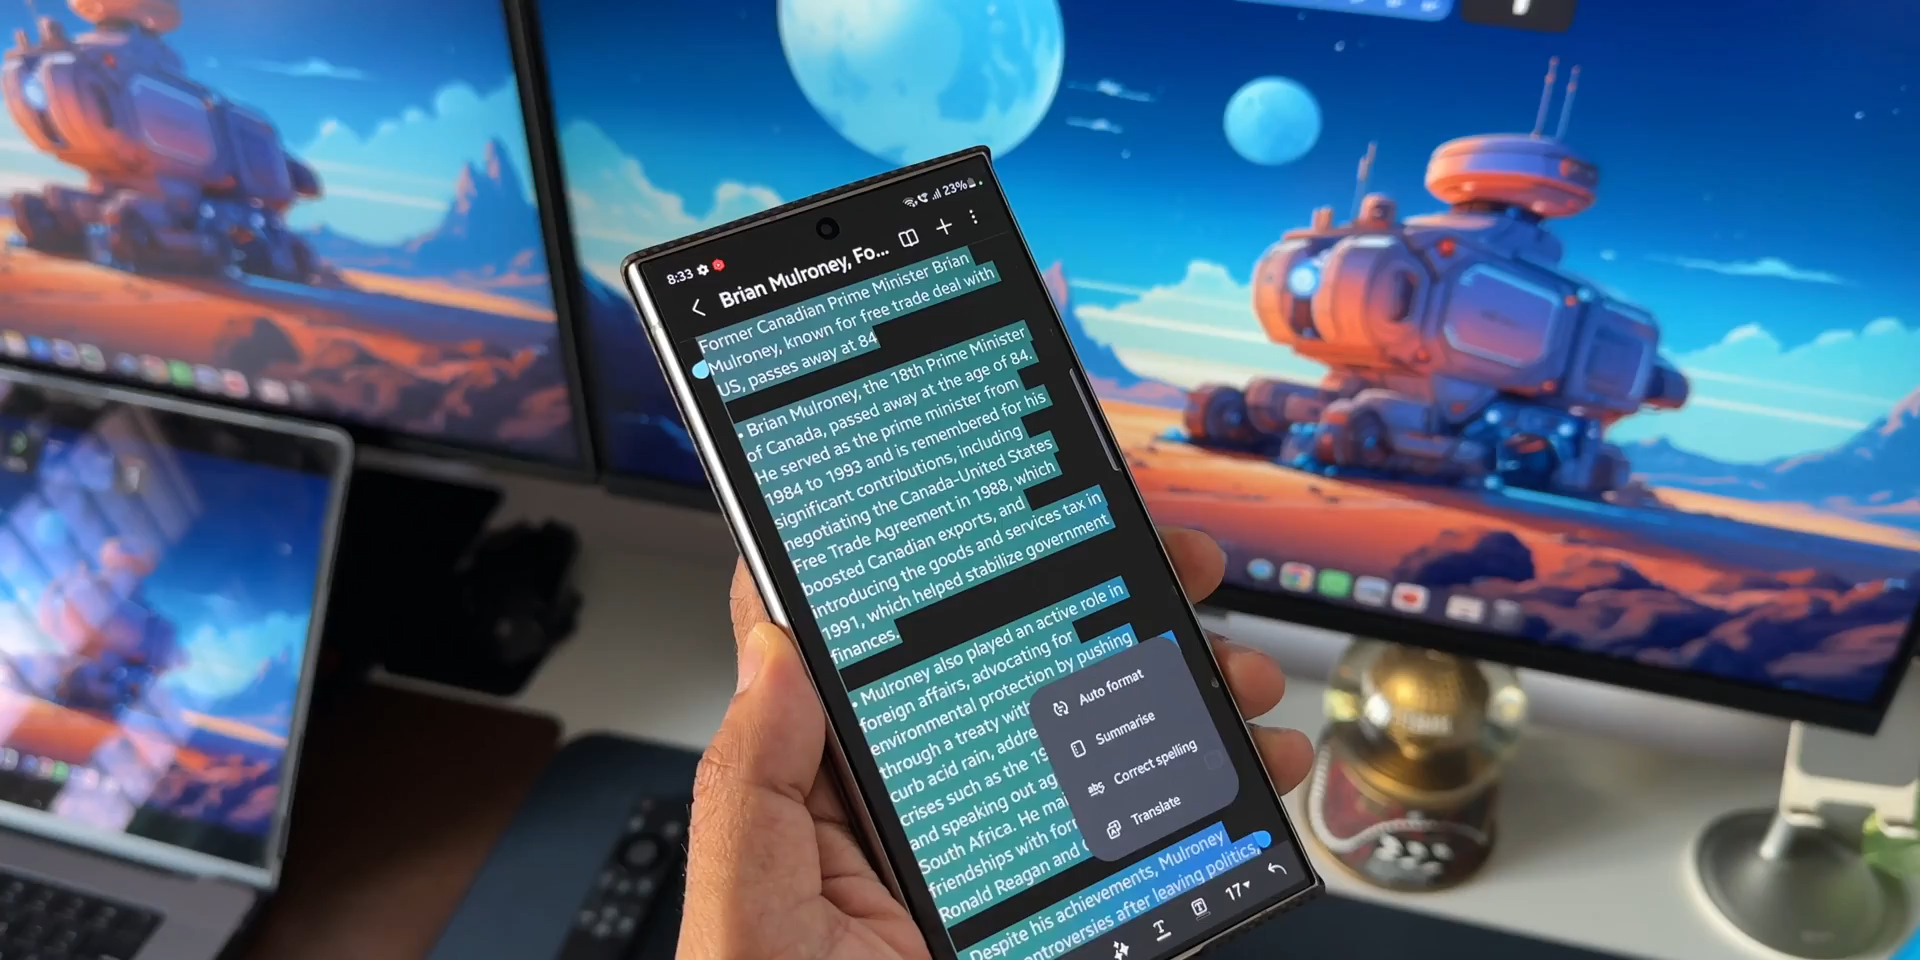 8:33
23%
Brian Mulroney, Fo...
Former Canadian Prime Minister Brian
Mulroney, known for free trade deal with
US, passes away at 84
• Brian Mulroney, the 18th Prime Minister
of Canada, passed away at the age of 84.
He served as the prime minister from
1984 to 1993 and is remembered for his
significant contributions, including
negotiating the Canada-United States
Free Trade Agreement in 1988, which
boosted Canadian exports, and
introducing the goods and services tax in
1991, which helped stabilize government
finances.
• Mulroney also played an active role in
foreign affairs, advocating for
environmental protection by pushing
through a treaty with
curb acid rain, addre
crises such as the 19
and speaking out ag
South Africa. He mai
friendships with for
Ronald Reagan and
Auto format
Summarise
Correct spelling
Translate
Despite his achievements, Mulroney
controversies after leaving politics,
17